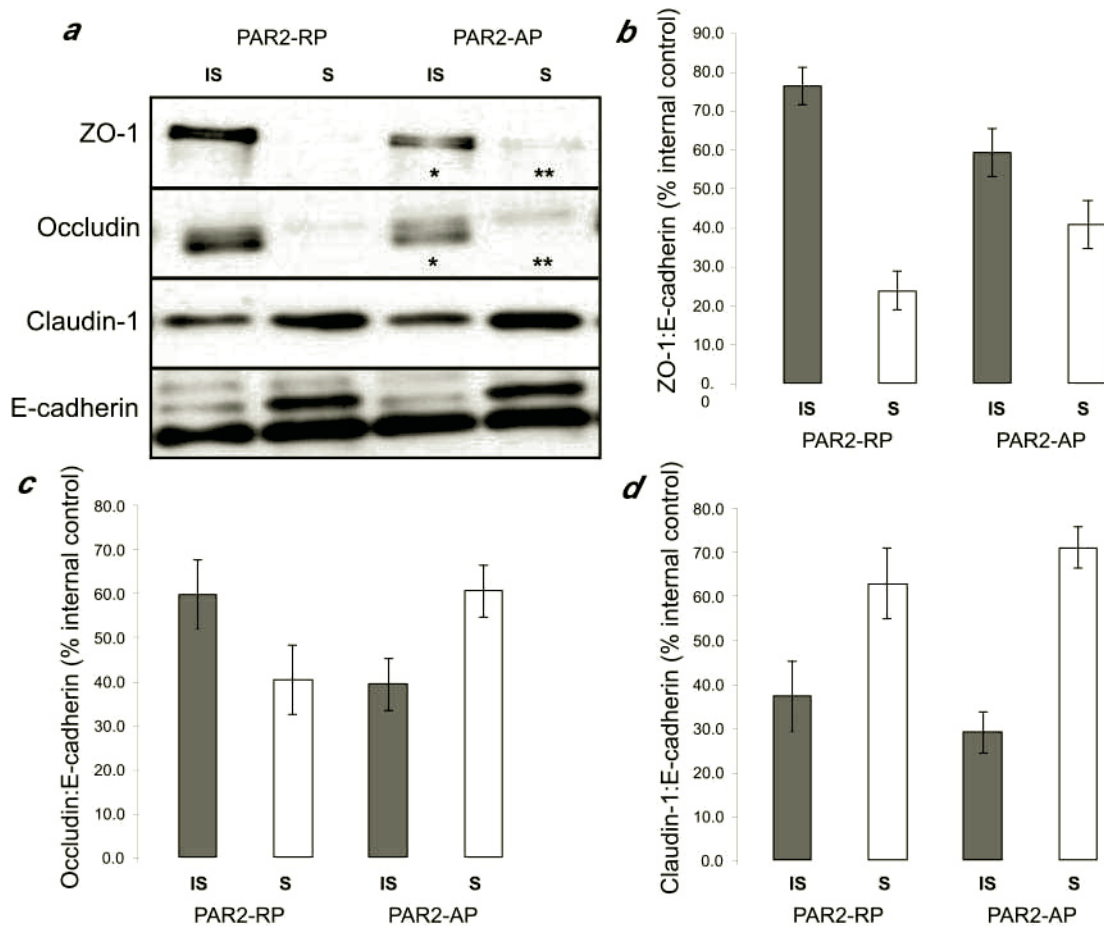 a
PAR2-RP PAR2-AP
IS S IS S
ZO-1
* **
Occludin
* **
Claudin-1
E-cadherin
b
ZO-1:E-cadherin (% internal control)
90.0
80.0
70.0
60.0
50.0
40.0
30.0
20.0
10.0
0.
0
IS S IS S
PAR2-RP PAR2-AP
c
Occludin:E-cadherin (% internal control)
80.0
70.0
60.0
50.0
40.0
30.0
20.0
10.0
0.0
IS S IS S
PAR2-RP PAR2-AP
d
Claudin-1:E-cadherin (% internal control)
80.0
70.0
60.0
50.0
40.0
30.0
20.0
10.0
0.0
IS S IS S
PAR2-RP PAR2-AP